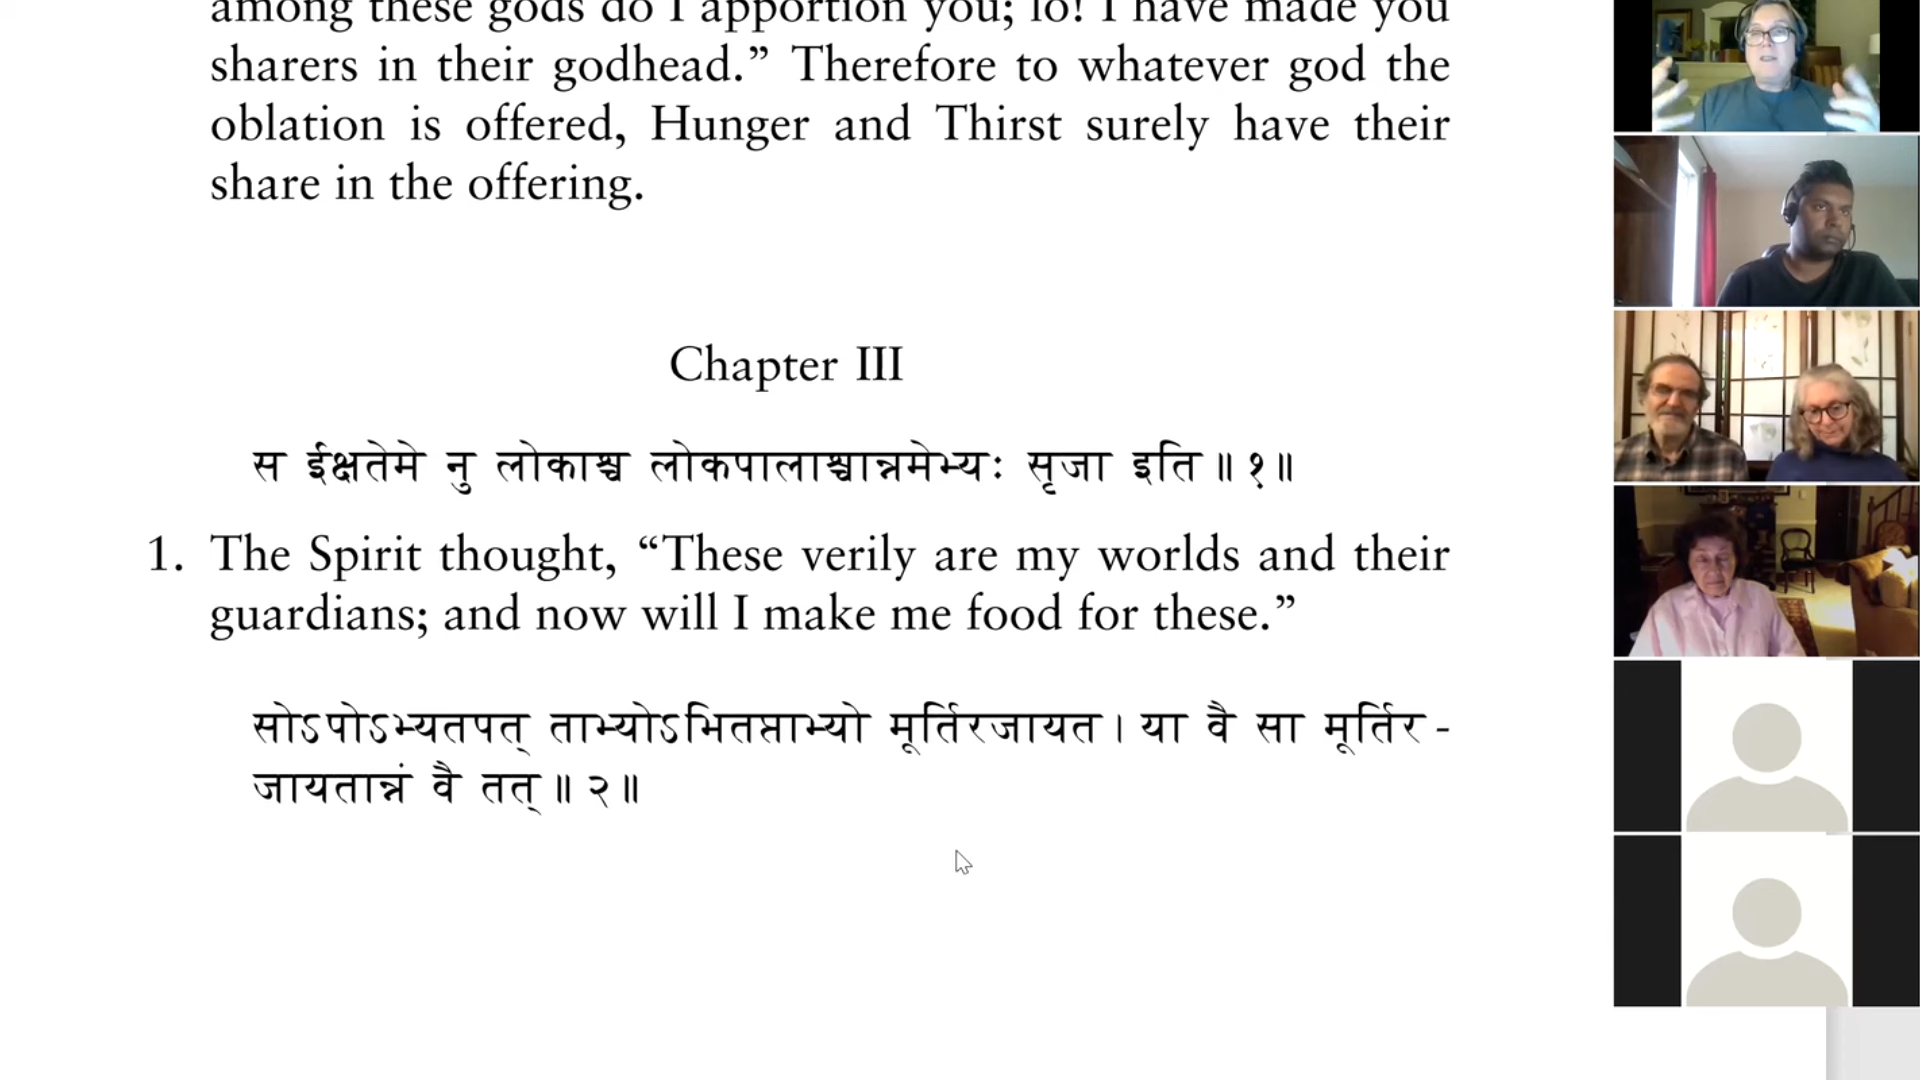 among these gods do I apportion you; lo! I have made you
sharers in their godhead.” Therefore to whatever god the
oblation is offered, Hunger and Thirst surely have their
share in the offering.
Chapter III
स ईक्षतेमे नु लोकाश्च लोकपालाश्चान्नमेभ्यः सृजा इति ॥ १॥
1. The Spirit thought, “These verily are my worlds and their
guardians; and now will I make me food for these.”
सोऽपोऽभ्यतपत् ताभ्योऽभितप्ताभ्यो मूर्तिरजायत। या वै सा मूर्तिर-
जायतान्नं वै तत् ॥ २॥